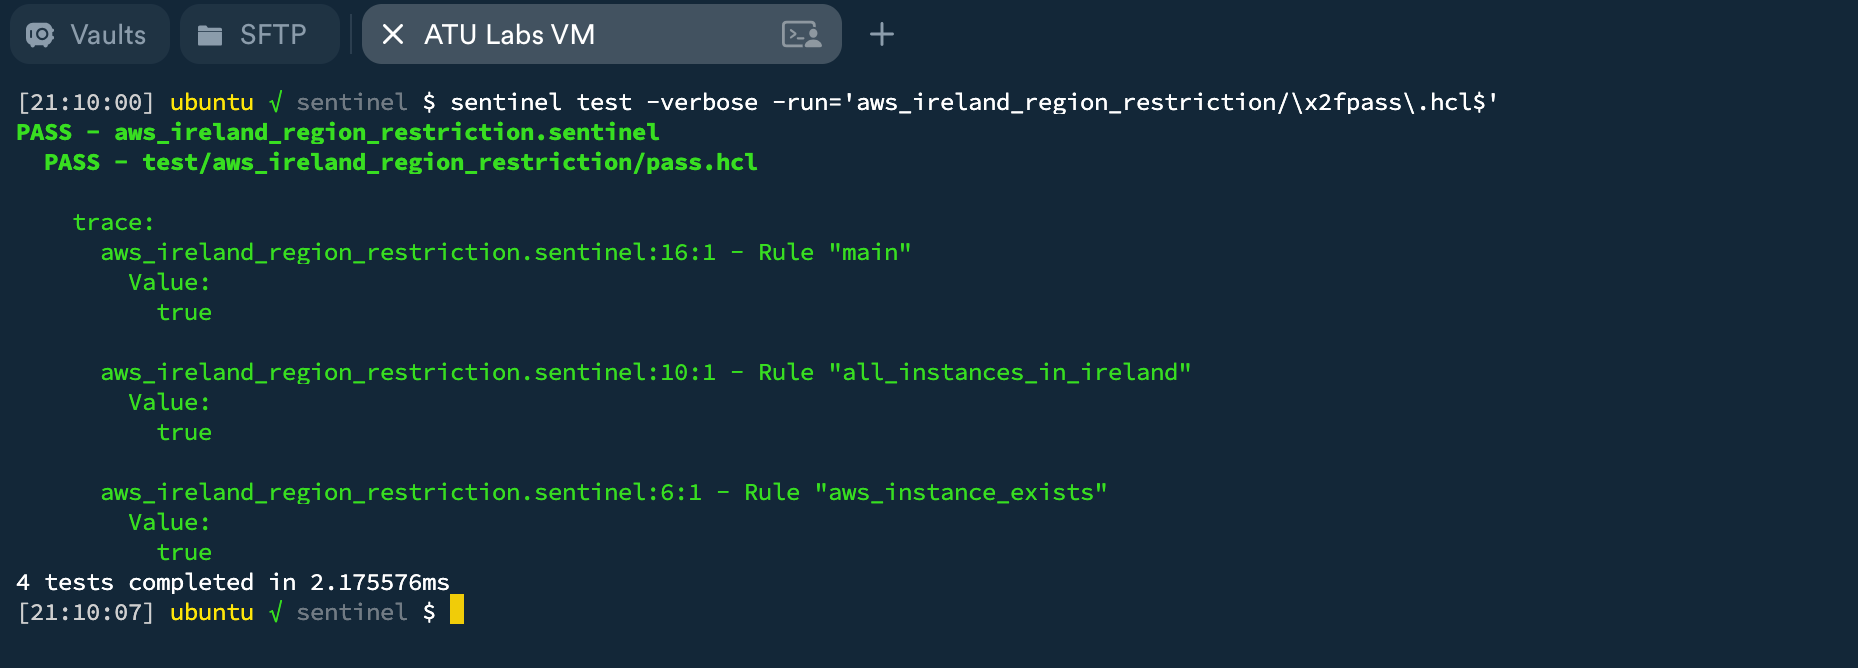 Vaults SFTP ATU Labs VM
[21:10:00] ubuntu √ sentinel $ sentinel test -verbose -run='aws_ireland_region_restriction/\x2fpass\.hcl$'
PASS - aws_ireland_region_restriction.sentinel
PASS - test/aws_ireland_region_restriction/pass.hcl
trace:
aws_ireland_region_restriction.sentinel:16:1 - Rule "main"
Value:
true
aws_ireland_region_restriction.sentinel:10:1 - Rule "all_instances_in_ireland"
Value:
true
aws_ireland_region_restriction.sentinel:6:1 - Rule "aws_instance_exists"
Value:
true
4 tests completed in 2.175576ms
[21:10:07] ubuntu √ sentinel $